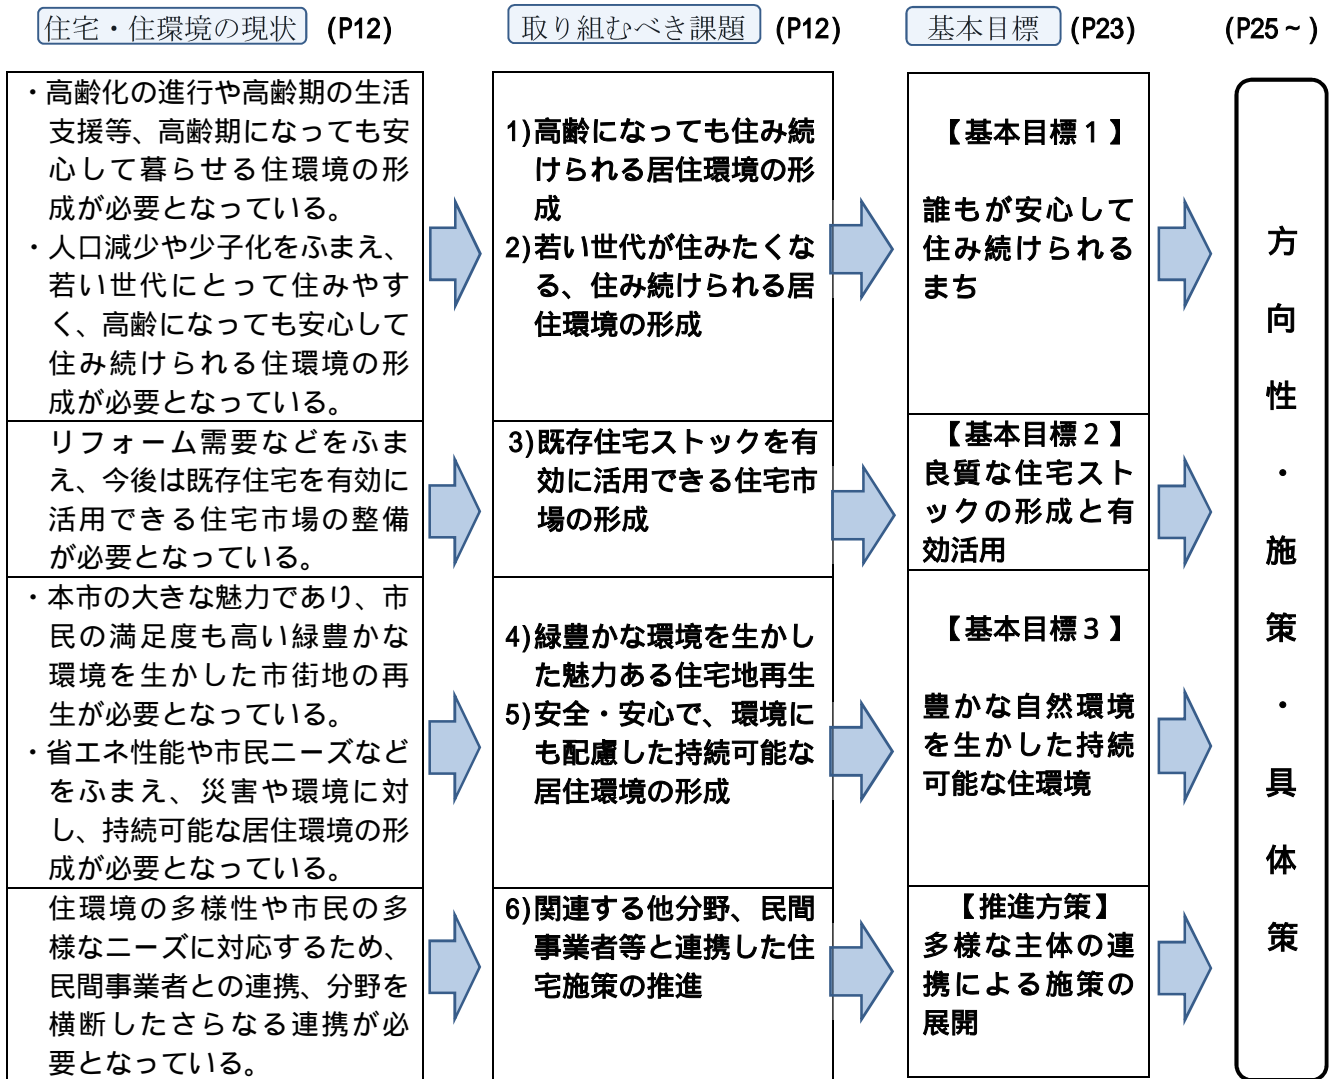 住宅・住環境の現状 (P12)
取り組むべき課題 (P12)
基本目標 (P23)
(P25~)
・高齢化の進行や高齢期の生活
支援等、高齢期になっても安
心して暮らせる住環境の形
成が必要となっている。
・人口減少や少子化をふまえ、
若い世代にとって住みやす
く、高齢になっても安心して
住み続けられる住環境の形
成が必要となっている。
1)高齢になっても住み続
けられる居住環境の形
成
2)若い世代が住みたくな
る、住み続けられる居
住環境の形成
【基本目標1】
誰もが安心して
住み続けられる
まち
リフォーム需要などをふま
え、今後は既存住宅を有効に
活用できる住宅市場の整備
が必要となっている。
3)既存住宅ストックを有
効に活用できる住宅市
場の形成
【基本目標2】
良質な住宅スト
ックの形成と有
効活用
・本市の大きな魅力であり、市
民の満足度も高い緑豊かな
環境を生かした市街地の再
生が必要となっている。
・省エネ性能や市民ニーズなど
をふまえ、災害や環境に対
し、持続可能な居住環境の形
成が必要となっている。
4)緑豊かな環境を生かし
た魅力ある住宅地再生
5)安全・安心で、環境に
も配慮した持続可能な
居住環境の形成
【基本目標3】
豊かな自然環境
を生かした持続
可能な住環境
住環境の多様性や市民の多
様なニーズに対応するため、
民間事業者との連携、分野を
横断したさらなる連携が必
要となっている。
6)関連する他分野、民間
事業者等と連携した住
宅施策の推進
【推進方策】
多様な主体の連
携による施策の
展開
方向性・施策・具体策